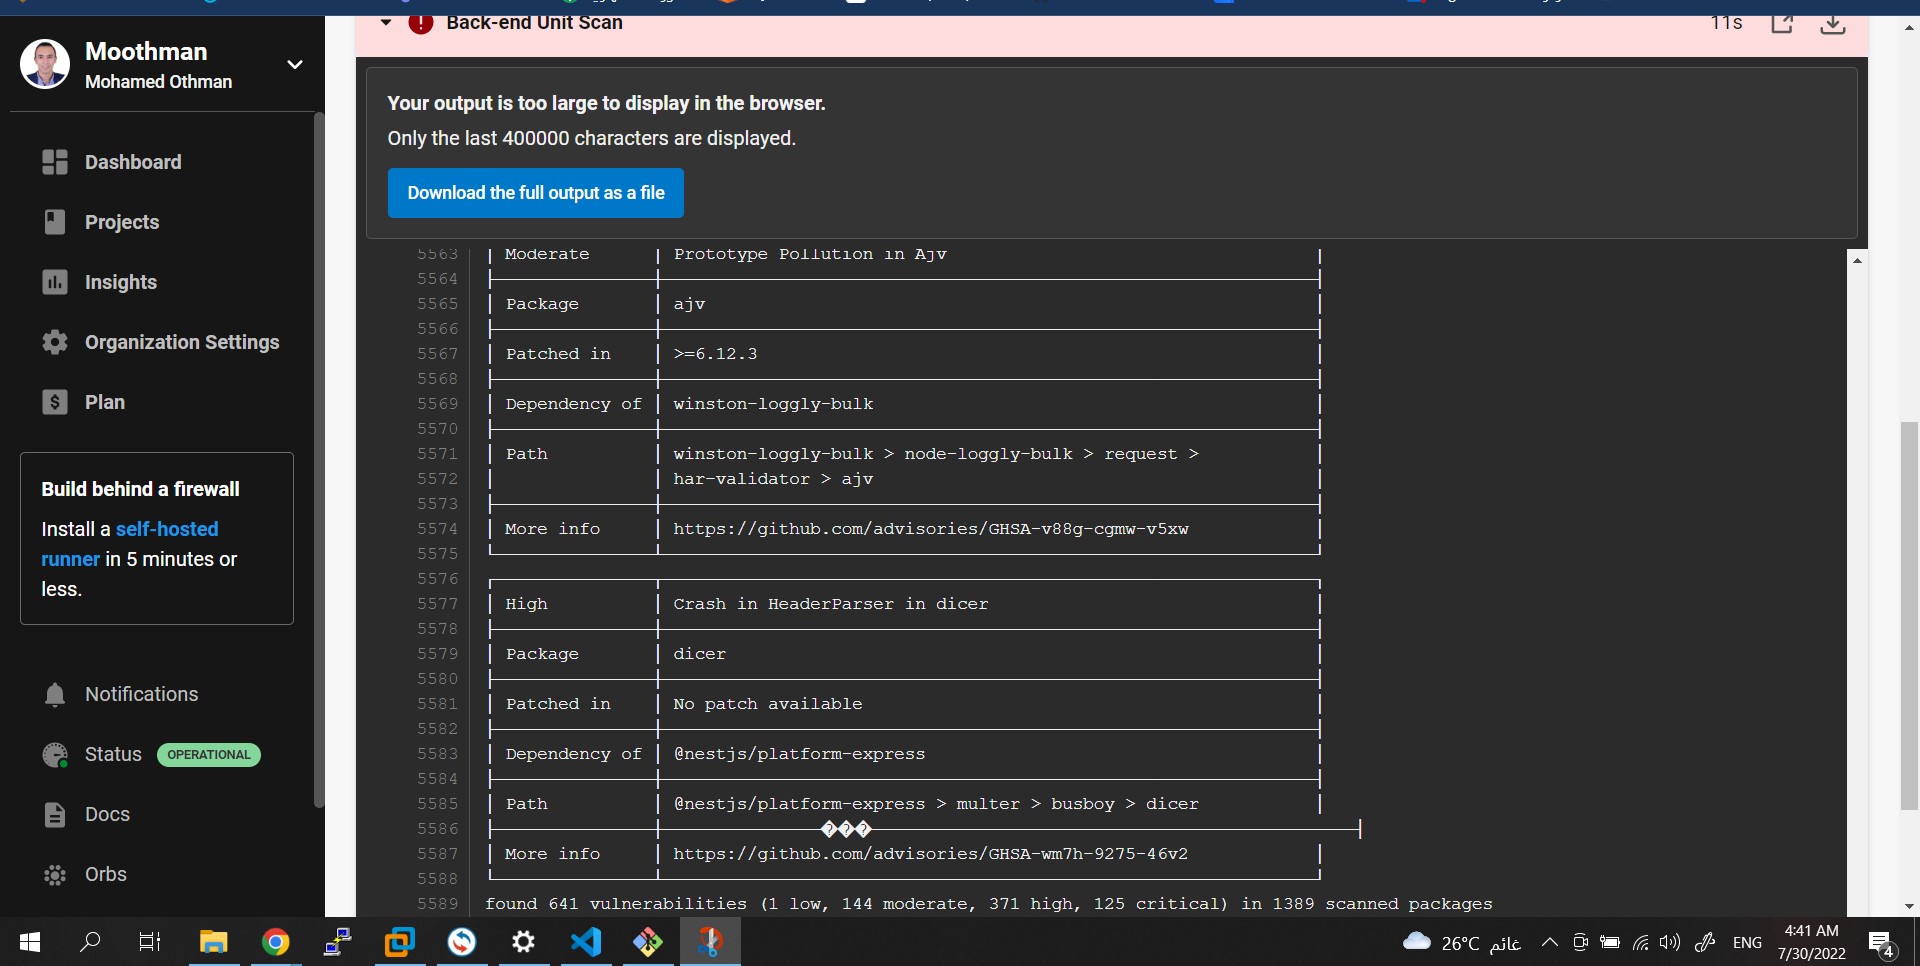 Moothman
Mohamed Othman
Dashboard
Projects
Insights
Organization Settings
Plan
Build behind a firewall
Install a self-hosted
runner in 5 minutes or
less.
Notifications
Status OPERATIONAL
Docs
Orbs
Back-end Unit Scan 11s
Your output is too large to display in the browser.
Only the last 400000 characters are displayed.
Download the full output as a file
5563 Moderate Prototype Pollution in Ajv
5564
5565 Package ajv
5566
5567 Patched in >=6.12.3
5568
5569 Dependency of winston-loggly-bulk
5570
5571 Path winston-loggly-bulk > node-loggly-bulk > request >
5572 har-validator > ajv
5573
5574 More info https://github.com/advisories/GHSA-v88g-cgmw-v5xw
5575
5576
5577 High Crash in HeaderParser in dicer
5578
5579 Package dicer
5580
5581 Patched in No patch available
5582
5583 Dependency of @nestjs/platform-express
5584
5585 Path @nestjs/platform-express > multer > busboy > dicer
5586 ���
5587 More info https://github.com/advisories/GHSA-wm7h-9275-46v2
5588
5589 found 641 vulnerabilities (1 low, 144 moderate, 371 high, 125 critical) in 1389 scanned packages
26°C غائم ENG 4:41 AM
7/30/2022
4